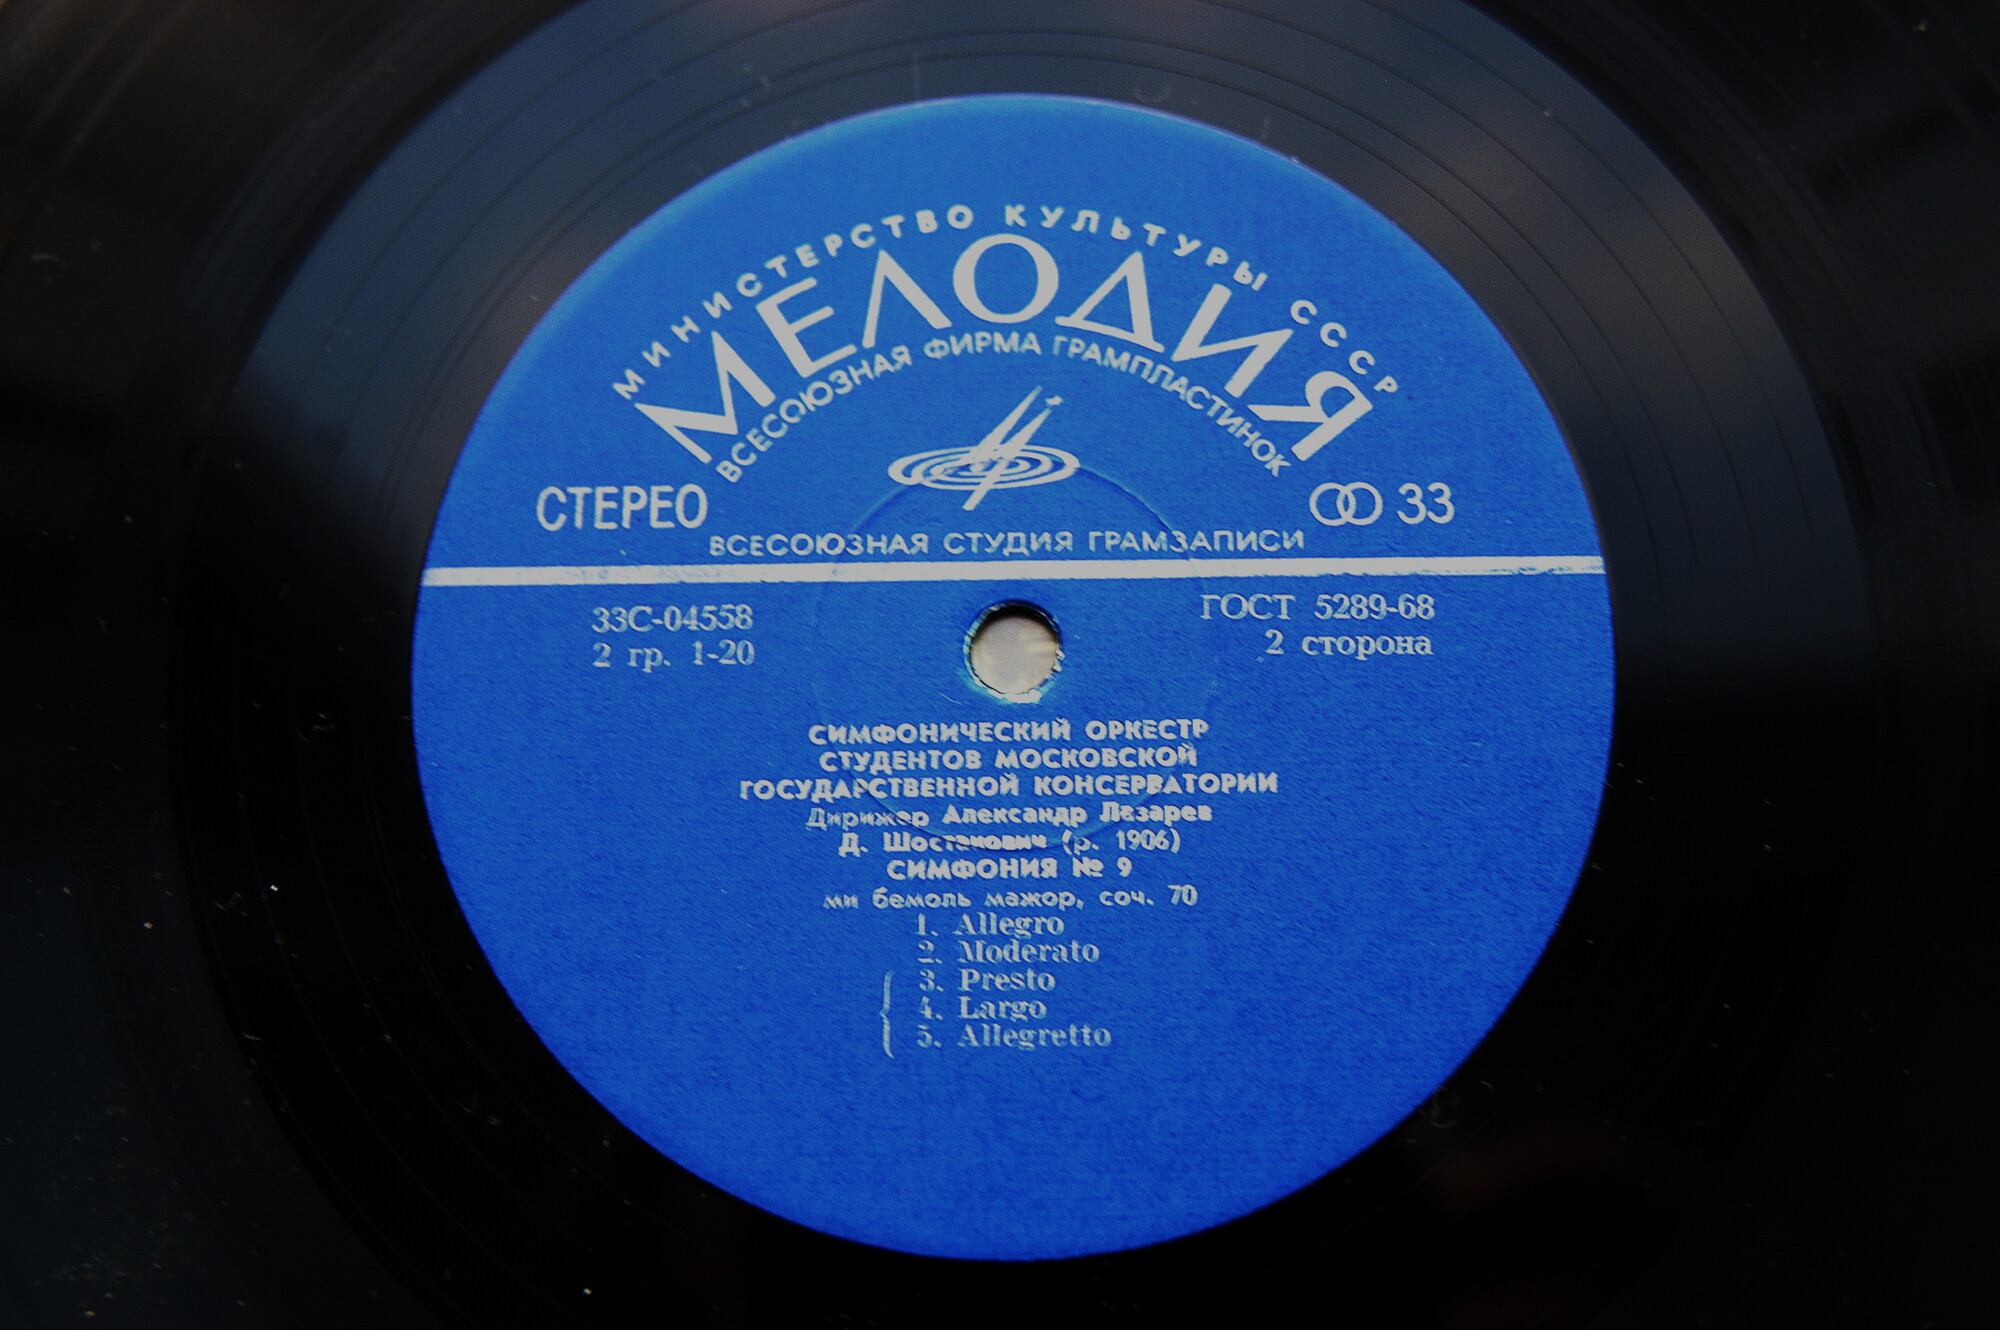 МИНИСТЕРСТВО КУЛЬТУРЫ СССР
МЕЛОДИЯ
ВСЕСОЮЗНАЯ ФИРМА ГРАМПЛАСТИНОК
СТЕРЕО
33
ВСЕСОЮЗНАЯ СТУДИЯ ГРАМЗАПИСИ
33С-04558
ГОСТ 5289-68
2 гр. 1-20
2 сторона
СИМФОНИЧЕСКИЙ ОРКЕСТР
СТУДЕНТОВ МОСКОВСКОЙ
ГОСУДАРСТВЕННОЙ КОНСЕРВАТОРИИ
Дирижер Александр Лазарев
Д. Шостакович (р. 1906)
СИМФОНИЯ № 9
ми бемоль мажор, соч. 70
1. Allegro
2. Moderato
3. Presto
4. Largo
5. Allegretto